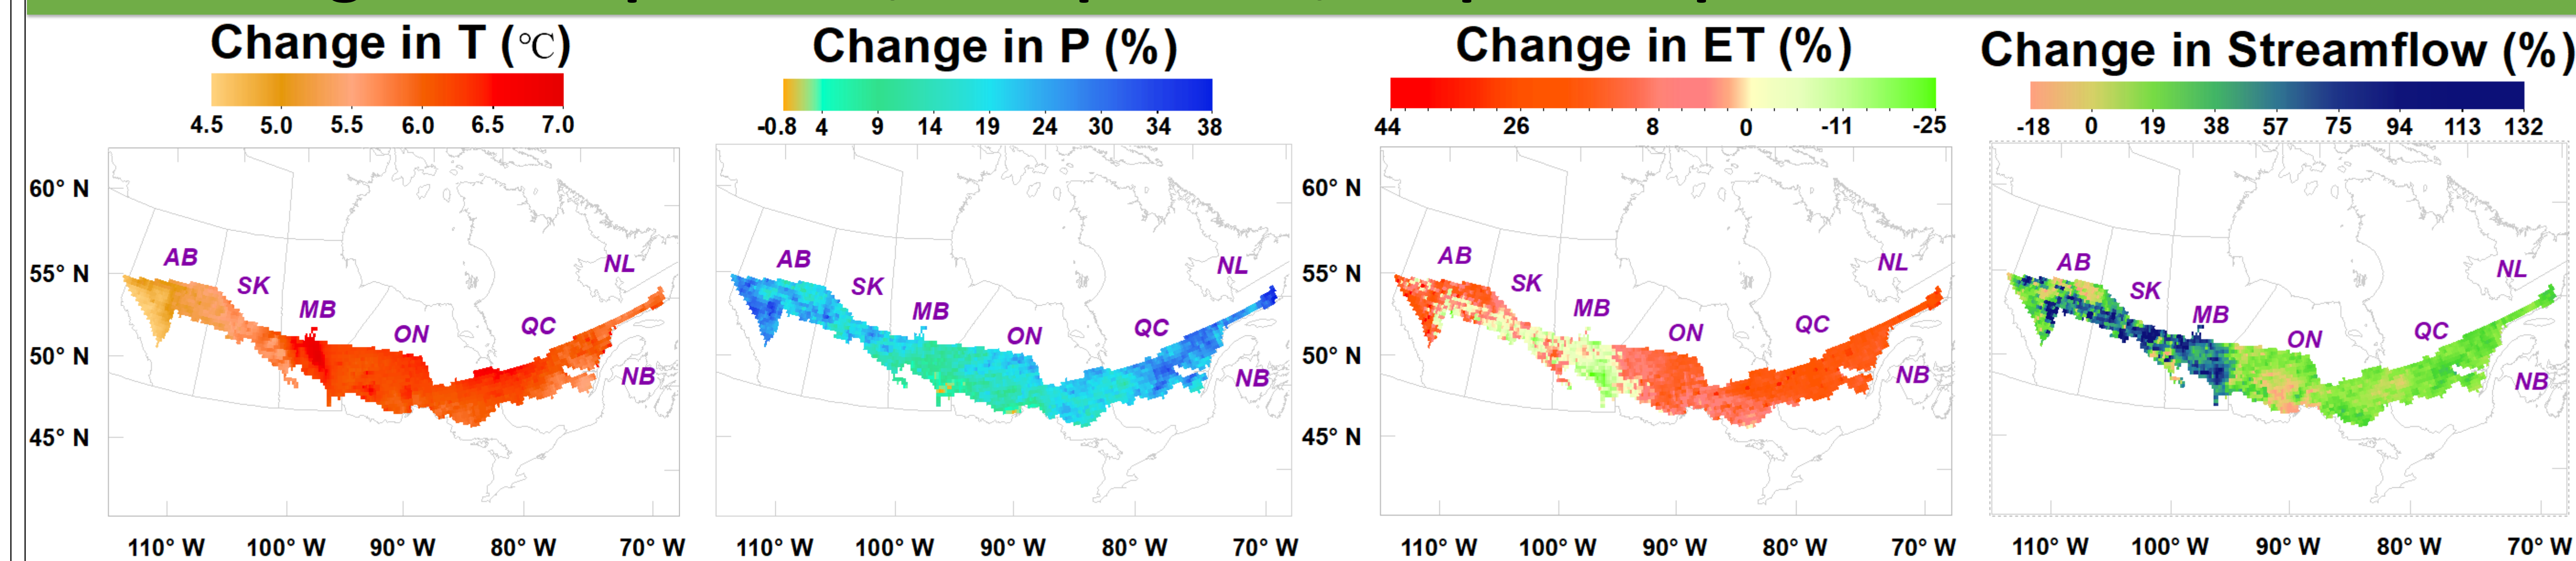 Change in T (°C)
4.5 5.0 5.5 6.0 6.5 7.0
60° N
55° N
50° N
45° N
AB
SK
MB
ON
QC
NL
NB
110° W 100° W 90° W 80° W 70° W
Change in P (%)
-0.8 4 9 14 19 24 30 34 38
AB
SK
MB
ON
QC
NL
NB
110° W 100° W 90° W 80° W 70° W
Change in ET (%)
44 26 8 0 -11 -25
60° N
55° N
50° N
45° N
AB
SK
MB
ON
QC
NL
NB
110° W 100° W 90° W 80° W 70° W
Change in Streamflow (%)
-18 0 19 38 57 75 94 113 132
AB
SK
MB
ON
QC
NL
NB
110° W 100° W 90° W 80° W 70° W